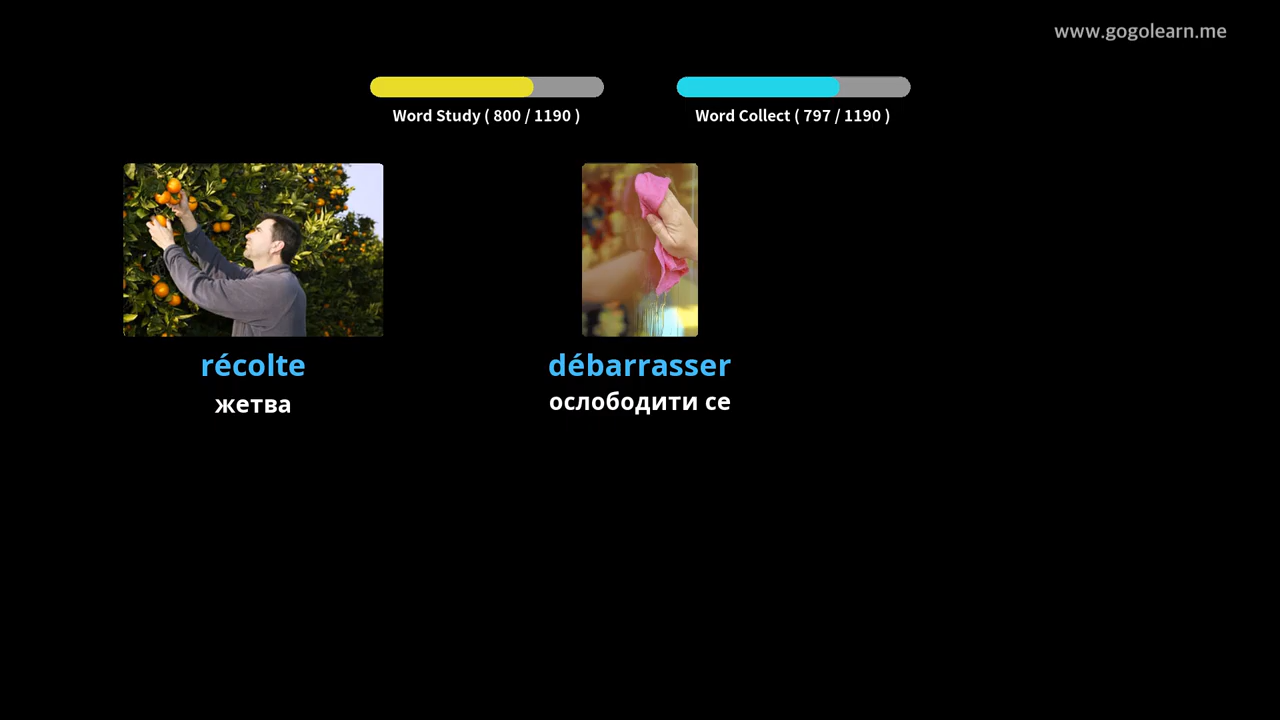 www.gogolearn.me
Word Study ( 800 / 1190 )
Word Collect ( 797 / 1190 )
récolte
жетва
débarrasser
ослободити се